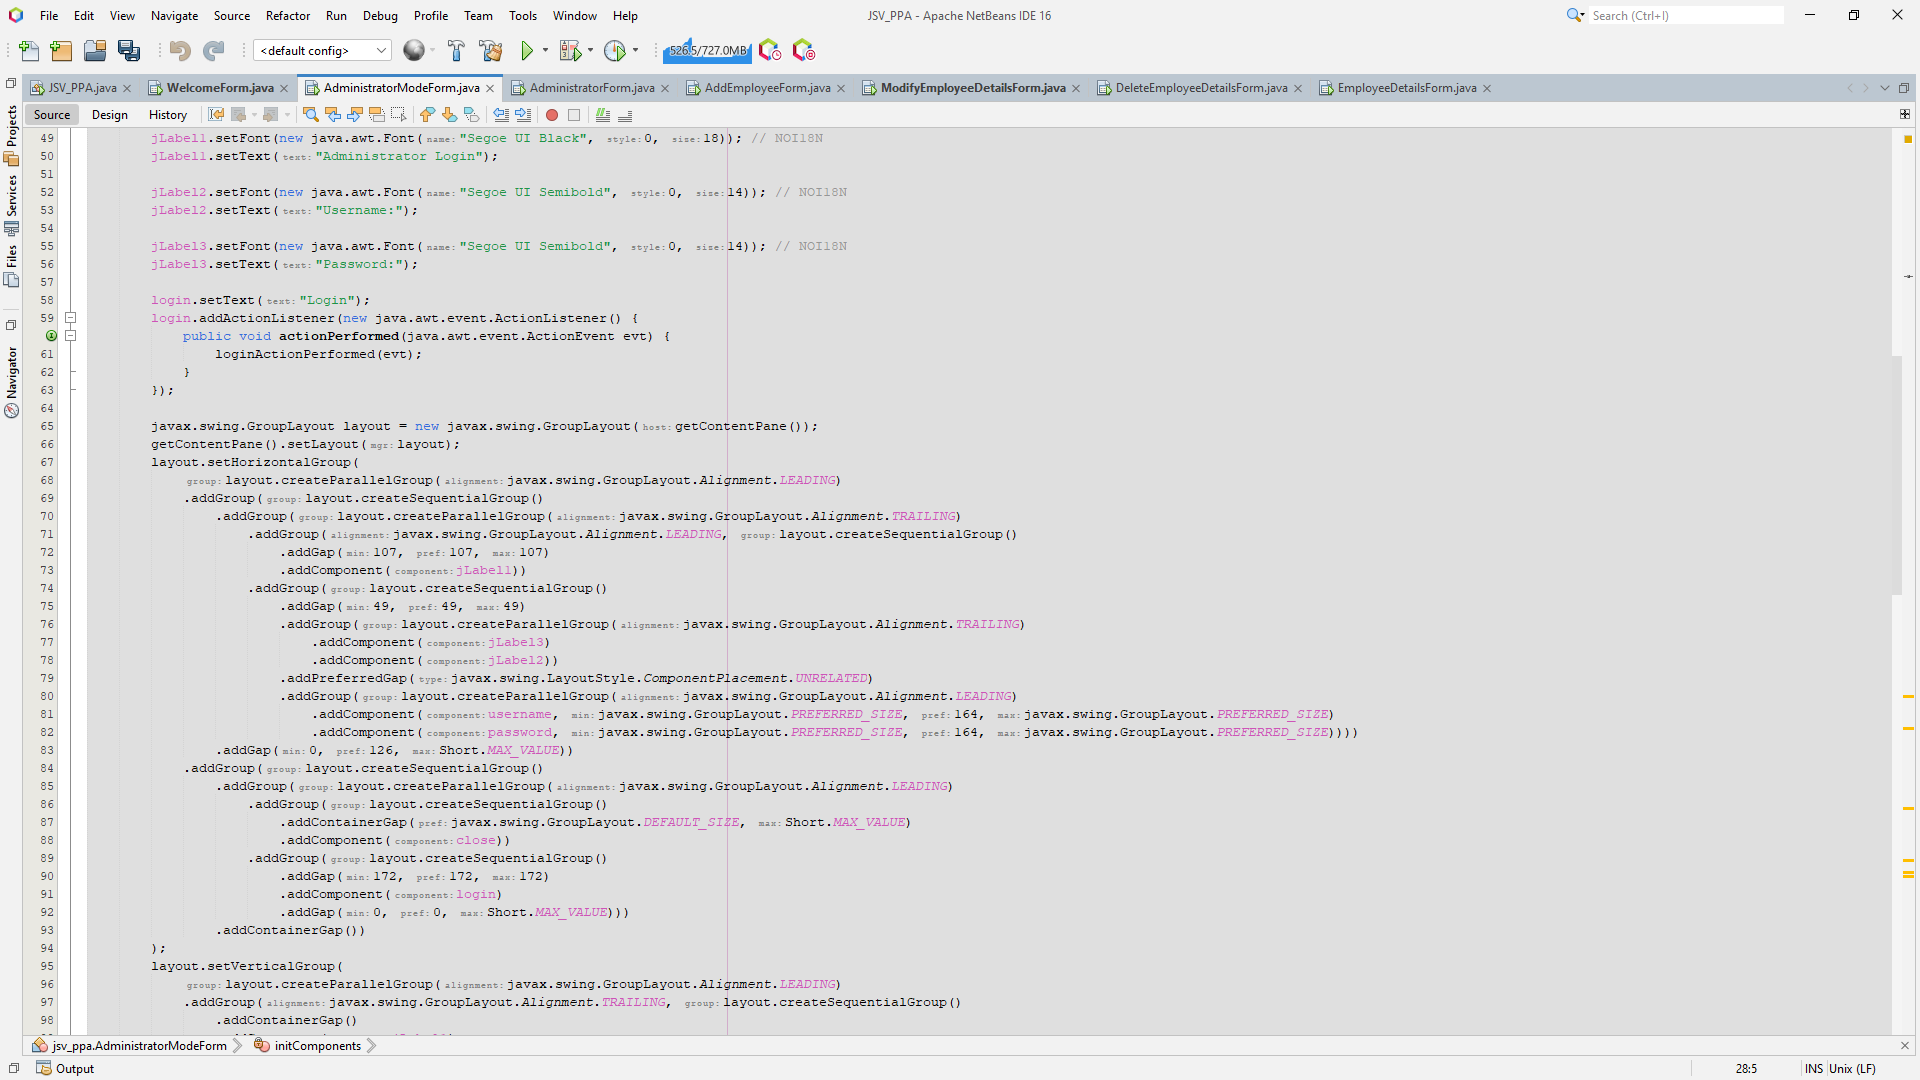 File Edit View Navigate Source Refactor Run Debug Profile Team Tools Window Help
JSV_PPA - Apache NetBeans IDE 16
Search (Ctrl+I)
<default config>
526.5/727.0MB
JSV_PPA.java WelcomeForm.java AdministratorModeForm.java AdministratorForm.java AddEmployeeForm.java ModifyEmployeeDetailsForm.java DeleteEmployeeDetailsForm.java EmployeeDetailsForm.java
Source Design History
Projects
Services
Files
Navigator
49 jLabel1.setFont(new java.awt.Font(name:"Segoe UI Black", style:0, size:18)); // NOI18N
50 jLabel1.setText(text:"Administrator Login");
51
52 jLabel2.setFont(new java.awt.Font(name:"Segoe UI Semibold", style:0, size:14)); // NOI18N
53 jLabel2.setText(text:"Username:");
54
55 jLabel3.setFont(new java.awt.Font(name:"Segoe UI Semibold", style:0, size:14)); // NOI18N
56 jLabel3.setText(text:"Password:");
57
58 login.setText(text:"Login");
59 login.addActionListener(new java.awt.event.ActionListener() {
public void actionPerformed(java.awt.event.ActionEvent evt) {
61 loginActionPerformed(evt);
62 }
63 });
64
65 javax.swing.GroupLayout layout = new javax.swing.GroupLayout(host:getContentPane());
66 getContentPane().setLayout(mgr:layout);
67 layout.setHorizontalGroup(
68 group:layout.createParallelGroup(alignment:javax.swing.GroupLayout.Alignment.LEADING)
69 .addGroup(group:layout.createSequentialGroup()
70 .addGroup(group:layout.createParallelGroup(alignment:javax.swing.GroupLayout.Alignment.TRAILING)
71 .addGroup(alignment:javax.swing.GroupLayout.Alignment.LEADING, group:layout.createSequentialGroup()
72 .addGap(min:107, pref:107, max:107)
73 .addComponent(component:jLabel1))
74 .addGroup(group:layout.createSequentialGroup()
75 .addGap(min:49, pref:49, max:49)
76 .addGroup(group:layout.createParallelGroup(alignment:javax.swing.GroupLayout.Alignment.TRAILING)
77 .addComponent(component:jLabel3)
78 .addComponent(component:jLabel2))
79 .addPreferredGap(type:javax.swing.LayoutStyle.ComponentPlacement.UNRELATED)
80 .addGroup(group:layout.createParallelGroup(alignment:javax.swing.GroupLayout.Alignment.LEADING)
81 .addComponent(component:username, min:javax.swing.GroupLayout.PREFERRED_SIZE, pref:164, max:javax.swing.GroupLayout.PREFERRED_SIZE)
82 .addComponent(component:password, min:javax.swing.GroupLayout.PREFERRED_SIZE, pref:164, max:javax.swing.GroupLayout.PREFERRED_SIZE))))
83 .addGap(min:0, pref:126, max:Short.MAX_VALUE))
84 .addGroup(group:layout.createSequentialGroup()
85 .addGroup(group:layout.createParallelGroup(alignment:javax.swing.GroupLayout.Alignment.LEADING)
86 .addGroup(group:layout.createSequentialGroup()
87 .addContainerGap(pref:javax.swing.GroupLayout.DEFAULT_SIZE, max:Short.MAX_VALUE)
88 .addComponent(component:close))
89 .addGroup(group:layout.createSequentialGroup()
90 .addGap(min:172, pref:172, max:172)
91 .addComponent(component:login)
92 .addGap(min:0, pref:0, max:Short.MAX_VALUE)))
93 .addContainerGap())
94 );
95 layout.setVerticalGroup(
96 group:layout.createParallelGroup(alignment:javax.swing.GroupLayout.Alignment.LEADING)
97 .addGroup(alignment:javax.swing.GroupLayout.Alignment.TRAILING, group:layout.createSequentialGroup()
98 .addContainerGap()
jsv_ppa.AdministratorModeForm initComponents
Output
28:5 INS Unix (LF)